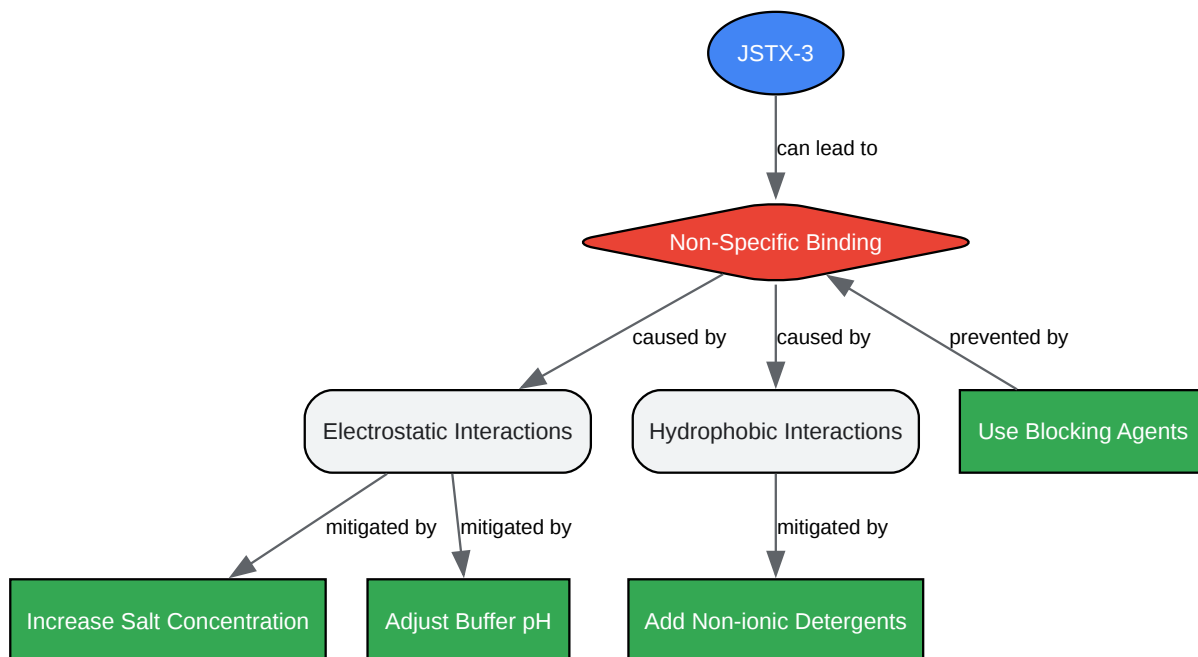 JSTX-3
can lead to
Non-Specific Binding
caused by
caused by
prevented by
Electrostatic Interactions
Hydrophobic Interactions
Use Blocking Agents
mitigated by
mitigated by
mitigated by
Increase Salt Concentration
Adjust Buffer pH
Add Non-ionic Detergents